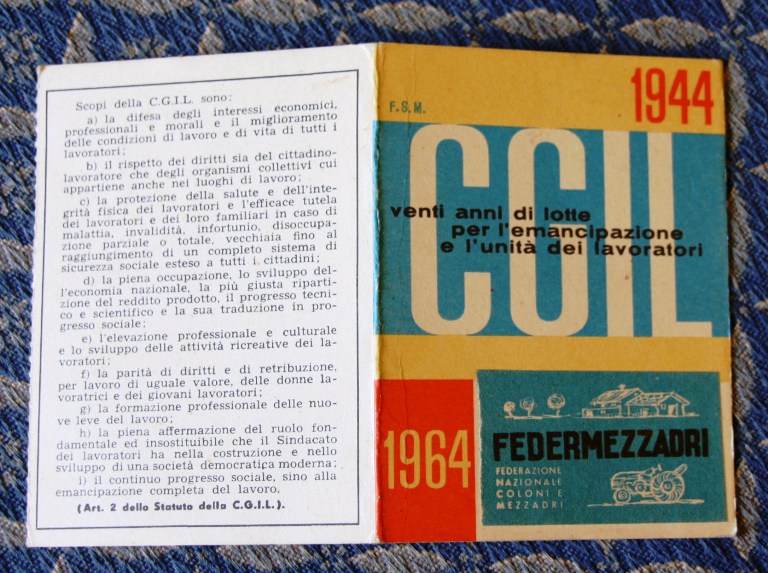 Scopi della C.G.I.L. sono:
a) la difesa degli interessi economici,
professionali e morali e il miglioramento
delle condizioni di lavoro e di vita di tutti i
lavoratori;
b) il rispetto dei diritti sia del cittadino-
lavoratore che degli organismi collettivi cui
appartiene anche nei luoghi di lavoro;
c) la protezione della salute e dell'inte-
grità fisica dei lavoratori e l'efficace tutela
dei lavoratori e dei loro familiari in caso di
malattia, invalidità, infortunio, disoccupa-
zione parziale o totale, vecchiaia fino al
raggiungimento di un completo sistema di
sicurezza sociale esteso a tutti i cittadini;
d) la piena occupazione, lo sviluppo del-
l'economia nazionale, la più giusta riparti-
zione del reddito prodotto, il progresso tecni-
co e scientifico e la sua traduzione in pro-
gresso sociale;
e) l'elevazione professionale e culturale
e lo sviluppo delle attività ricreative dei la-
voratori;
f) la parità di diritti e di retribuzione,
per lavoro di uguale valore, delle donne la-
voratrici e dei giovani lavoratori;
g) la formazione professionale delle nuo-
ve leve del lavoro;
h) la piena affermazione del ruolo fon-
damentale ed insostituibile che il Sindacato
dei lavoratori ha nella costruzione e nello
sviluppo di una società democratica moderna;
i) il continuo progresso sociale, sino alla
emancipazione completa del lavoro.
(Art. 2 dello Statuto della C.G.I.L.).
F.S.M.
1944
CGIL
venti anni di lotte
per l'emancipazione
e l'unità dei lavoratori
1964
FEDERMEZZADRI
FEDERAZIONE
NAZIONALE
COLONI E
MEZZADRI